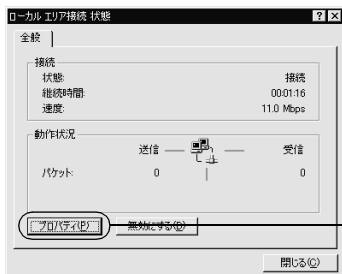 ローカル エリア接続 状態
全般
接続
状態: 接続
継続時間: 00:01:16
速度: 11.0 Mbps
動作状況
送信 — — 受信
パケット: 0 | 0
プロパティ(P) 無効にする(D)
閉じる(C)